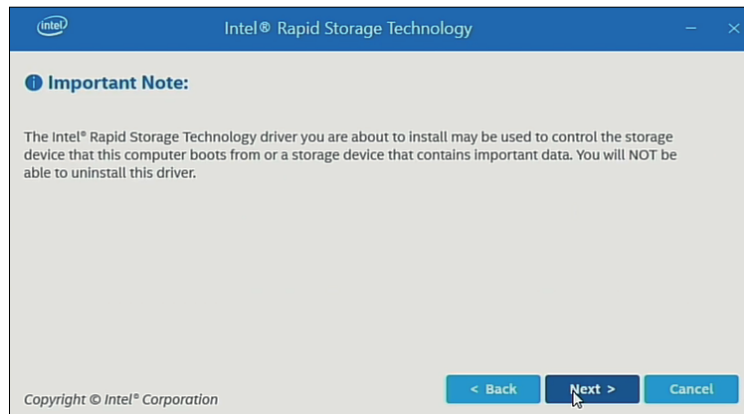 intel
Intel® Rapid Storage Technology
Important Note:
The Intel® Rapid Storage Technology driver you are about to install may be used to control the storage
device that this computer boots from or a storage device that contains important data. You will NOT be
able to uninstall this driver.
< Back
Next >
Cancel
Copyright © Intel® Corporation